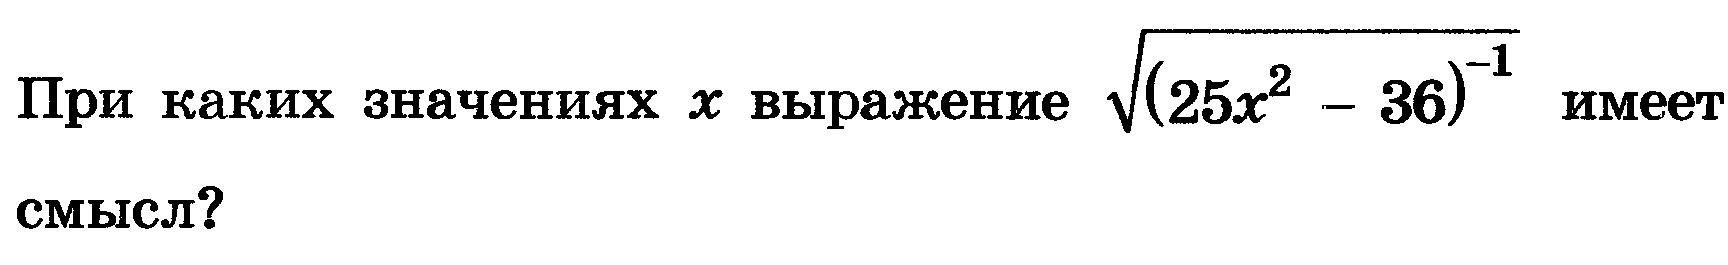 При каких значениях x выражение √(25x² − 36)⁻¹ имеет
смысл?